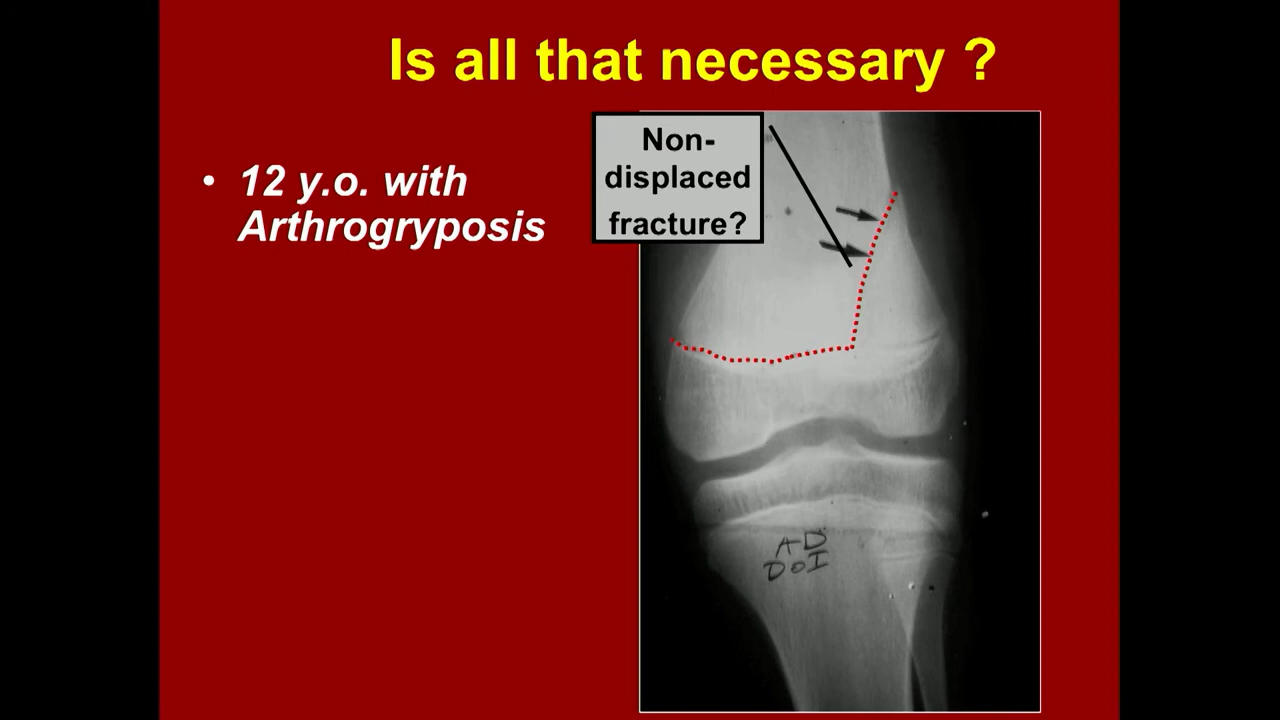 Is all that necessary ?
• 12 y.o. with
Arthrogryposis
Non-
displaced
fracture?
AD
DOI